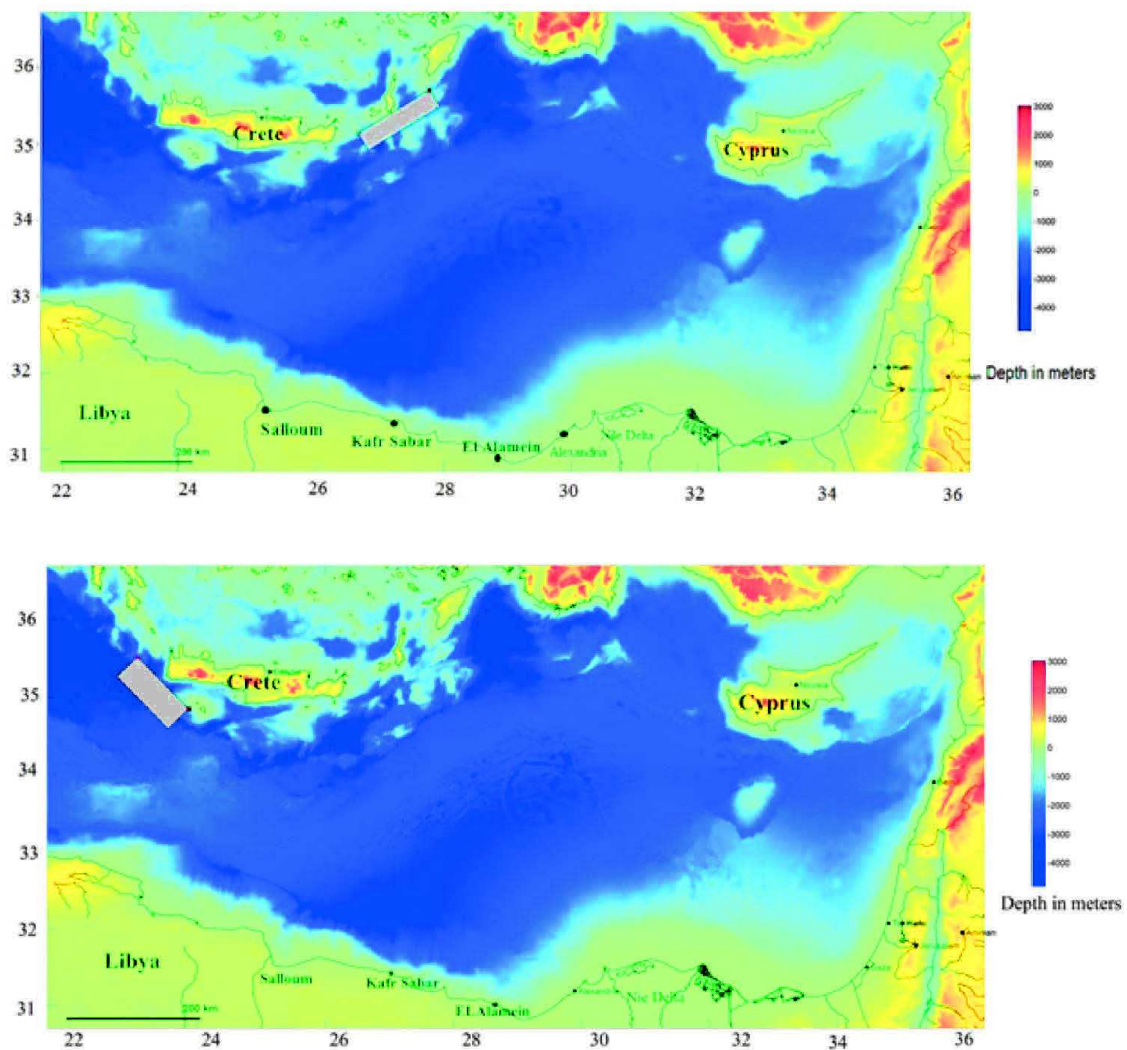 36
35
34
33
32
31
Crete
Cyprus
3000
2000
1000
0
-1000
-2000
-3000
-4000
Depth in meters
Libya
Salloum
Kafr Sabar
El Alamein
Alexandria
Nile Delta
200 km
22
24
26
28
30
32
34
36
36
35
34
33
32
31
Crete
Cyprus
3000
2000
1000
0
-1000
-2000
-3000
-4000
Depth in meters
Libya
Salloum
Kafr Sabar
El Alamein
Nile Delta
200 km
22
24
26
28
30
32
34
36